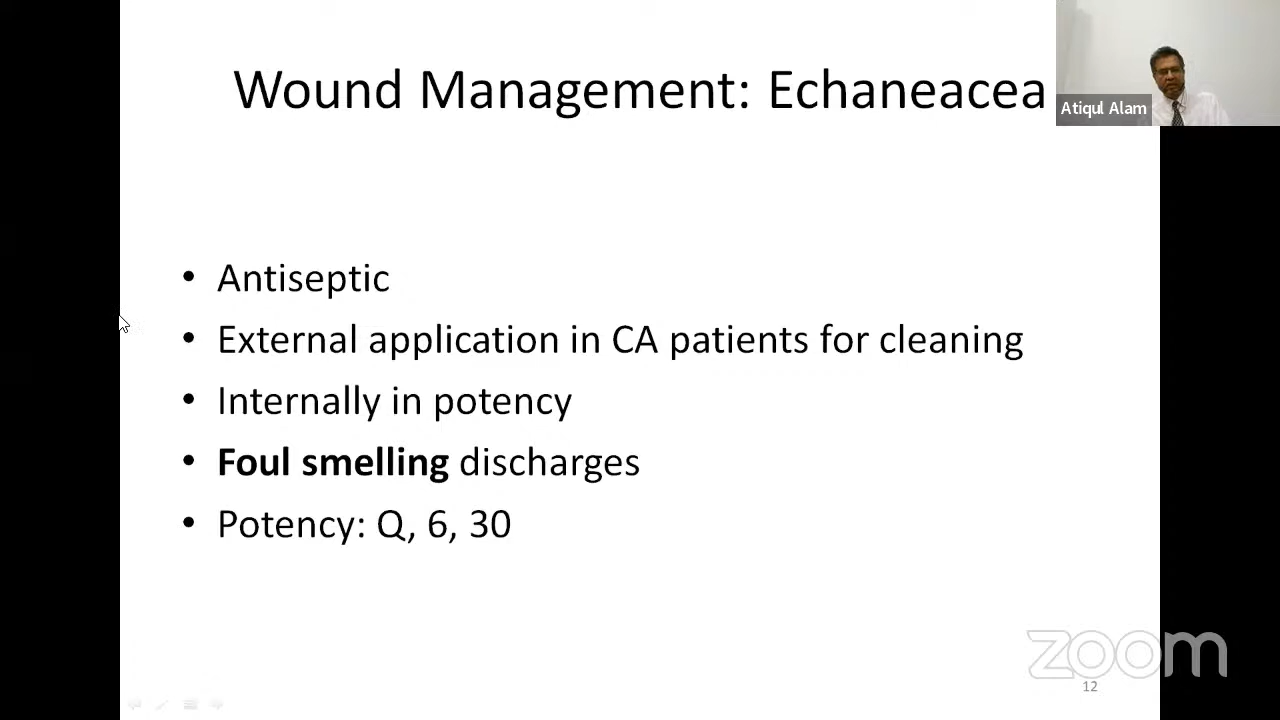 Wound Management: Echaneacea
Atiqul Alam
• Antiseptic
• External application in CA patients for cleaning
• Internally in potency
• Foul smelling discharges
• Potency: Q, 6, 30
zoom
12